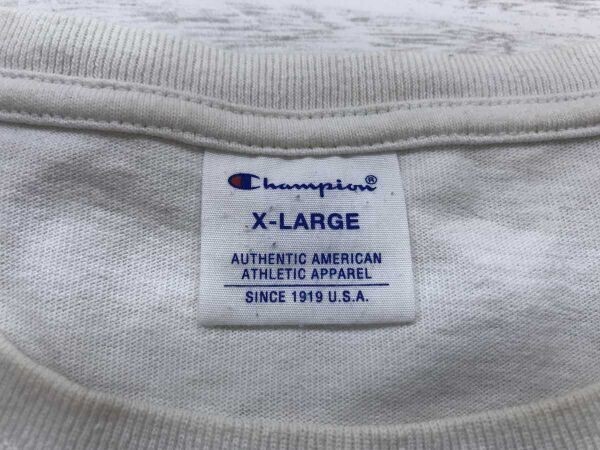 Champion®
X-LARGE
AUTHENTIC AMERICAN
ATHLETIC APPAREL
SINCE 1919 U.S.A.